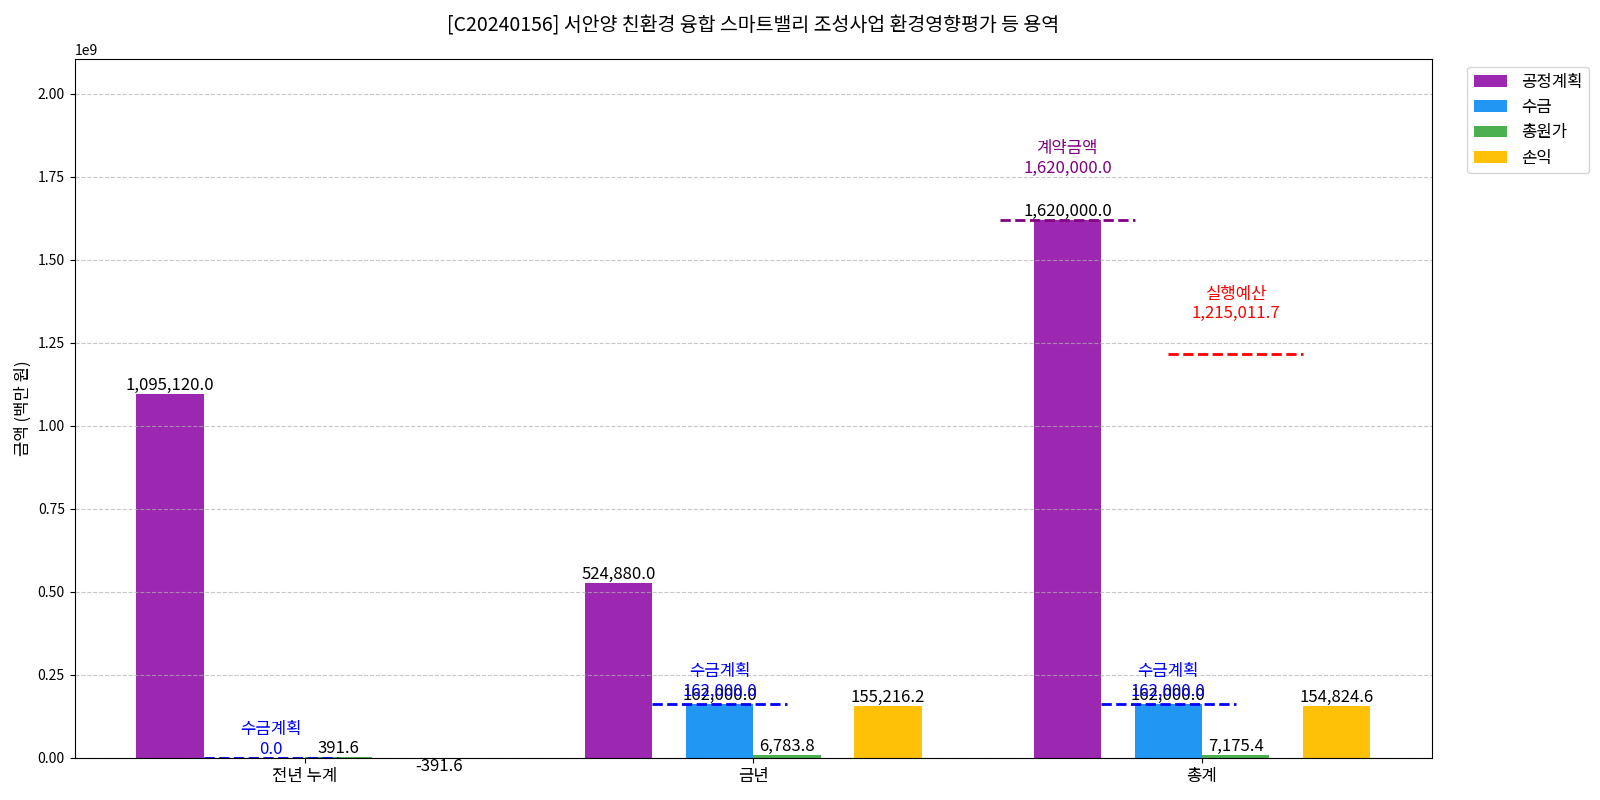 [C20240156] 서안양 친환경 융합 스마트밸리 조성사업 환경영향평가 등 용역
1e9
공정계획
수금
총원가
손익
2.00
1.75
1.50
1.25
1.00
0.75
0.50
0.25
0.00
금액 (백만 원)
계약금액
1,620,000.0
1,620,000.0
실행예산
1,215,011.7
1,095,120.0
524,880.0
수금계획
162,000.0
162,000.0
155,216.2
수금계획
162,000.0
162,000.0
154,824.6
수금계획
0.0
391.6
-391.6
6,783.8
7,175.4
전년 누계
금년
총계